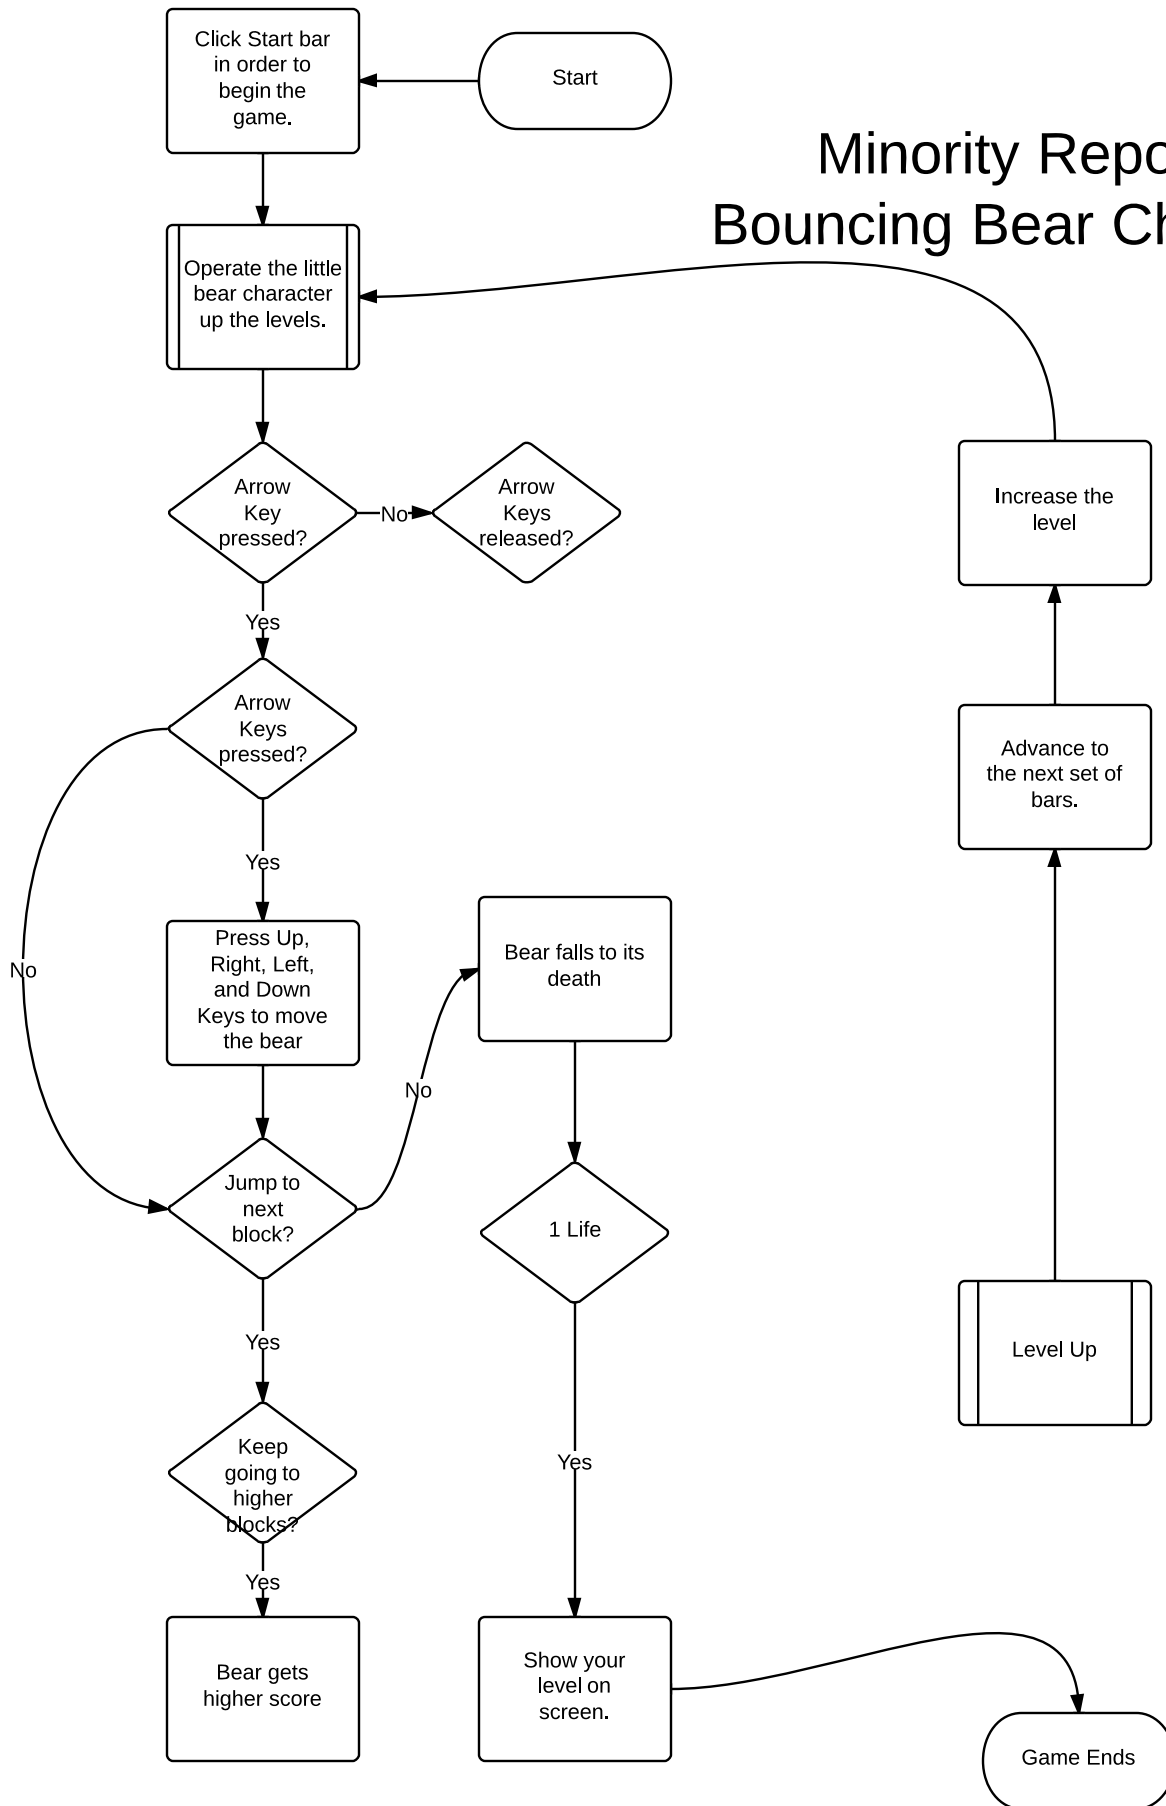 Click Start bar
in order to
begin the
game.
Start
Minority Repo
Bouncing Bear Ch
Operate the little
bear character
up the levels.
Arrow
Key
pressed?
No
Arrow
Keys
released?
Increase the
level
Yes
Arrow
Keys
pressed?
Advance to
the next set of
bars.
Yes
No
Press Up,
Right, Left,
and Down
Keys to move
the bear
Bear falls to its
death
No
Jump to
next
block?
1 Life
Yes
Level Up
Keep
going to
higher
blocks?
Yes
Yes
Bear gets
higher score
Show your
level on
screen.
Game Ends